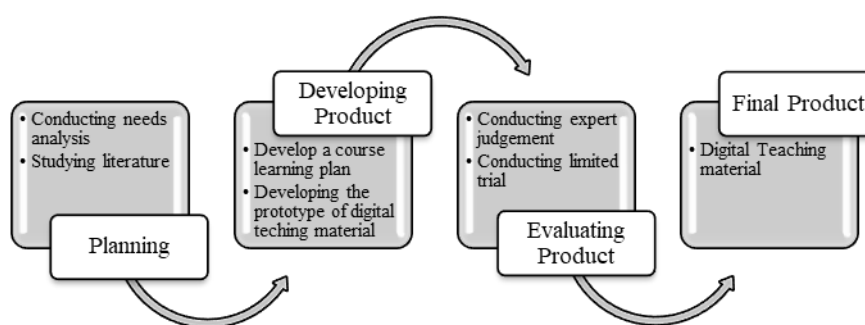 • Conducting needs
analysis
• Studying literature
Planning
Developing
Product
• Develop a course
learning plan
• Developing the
prototype of digital
teching material
• Conducting expert
judgement
• Conducting limited
trial
Evaluating
Product
Final Product
• Digital Teaching
material